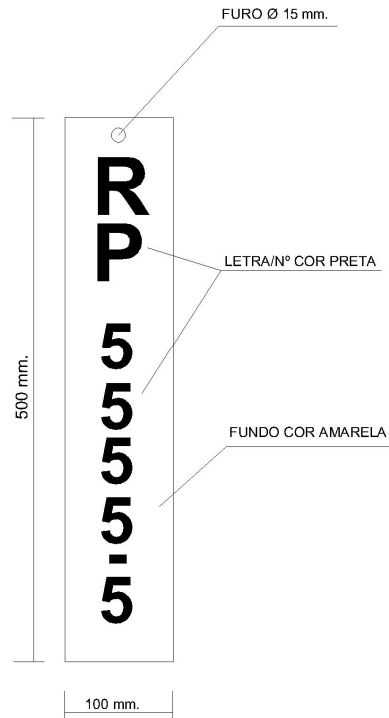 FURO Ø 15 mm.
R
P
LETRA/Nº COR PRETA
5
5
5
5
-
5
500 mm.
FUNDO COR AMARELA
100 mm.